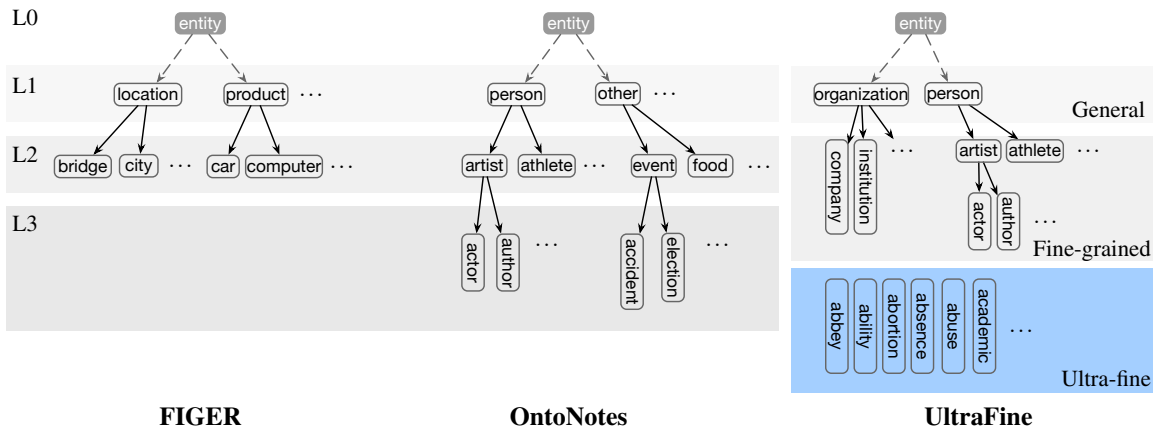 L0
entity
entity
entity
L1
location
product
...
person
other
...
organization
person
General
L2
bridge
city
...
car
computer
...
artist
athlete
...
event
food
...
company
institution
...
artist
athlete
...
L3
actor
author
...
accident
election
...
actor
author
...
Fine-grained
abbey
ability
abortion
absence
abuse
academic
...
Ultra-fine
FIGER
OntoNotes
UltraFine